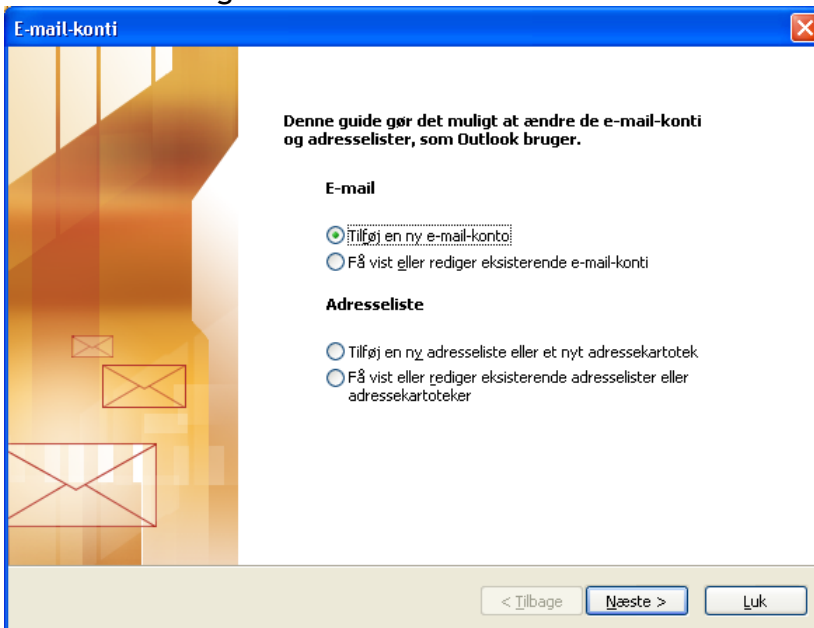 E-mail-konti
Denne guide gør det muligt at ændre de e-mail-konti
og adresselister, som Outlook bruger.
E-mail
Tilføj en ny e-mail-konto
Få vist eller rediger eksisterende e-mail-konti
Adresseliste
Tilføj en ny adresseliste eller et nyt adressekartotek
Få vist eller rediger eksisterende adresselister eller
adressekartoteker
< Tilbage
Næste >
Luk